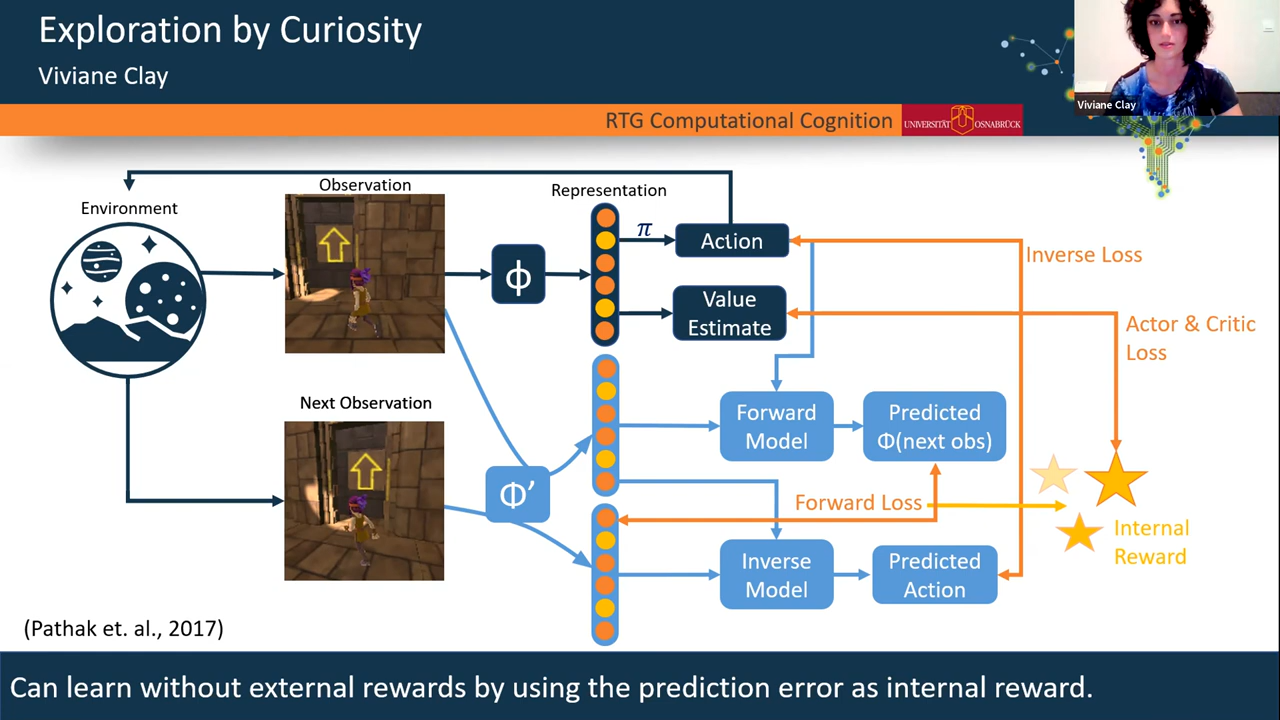 Exploration by Curiosity
Viviane Clay
Viviane Clay
RTG Computational Cognition
UNIVERSITÄT OSNABRÜCK
Observation
Representation
Environment
π
Action
ϕ
Inverse Loss
Value
Estimate
Actor & Critic
Loss
Next Observation
Forward
Model
Predicted
Φ(next obs)
Φ’
Forward Loss
Internal
Reward
Inverse
Model
Predicted
Action
(Pathak et. al., 2017)
Can learn without external rewards by using the prediction error as internal reward.